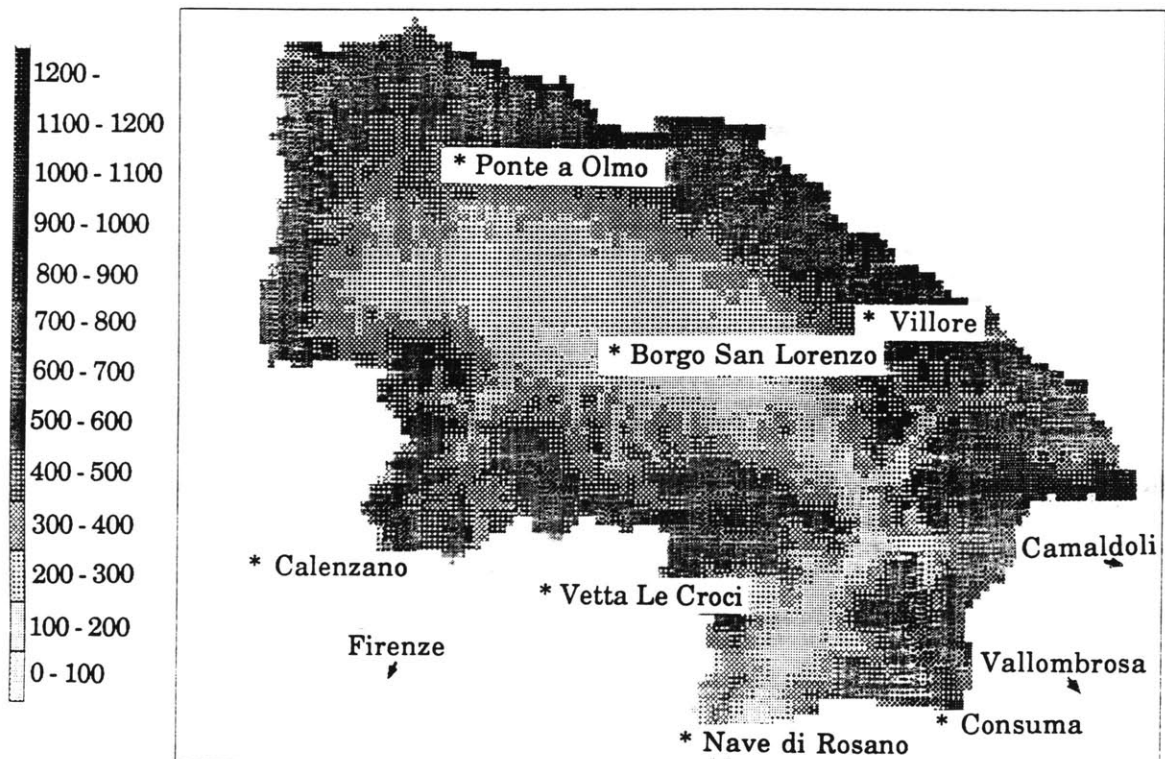 1200 -
1100 - 1200
1000 - 1100
900 - 1000
800 - 900
700 - 800
600 - 700
500 - 600
400 - 500
300 - 400
200 - 300
100 - 200
0 - 100
* Ponte a Olmo
* Villore
* Borgo San Lorenzo
Camaldoli
* Calenzano
* Vetta Le Croci
Firenze
Vallombrosa
* Consuma
* Nave di Rosano